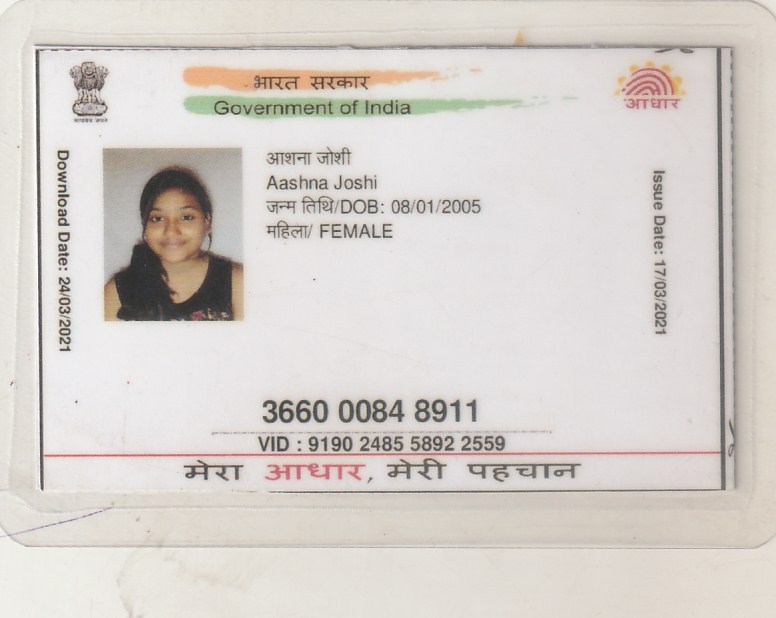 भारत सरकार
Government of India
आधार
आशना जोशी
Aashna Joshi
जन्म तिथि/DOB: 08/01/2005
महिला/ FEMALE
Download Date: 24/03/2021
Issue Date: 17/03/2021
3660 0084 8911
VID : 9190 2485 5892 2559
मेरा आधार, मेरी पहचान